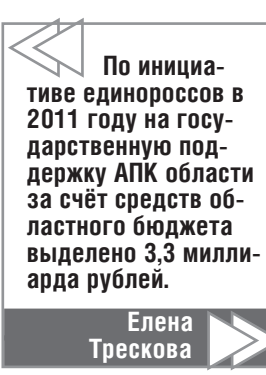 По инициа-
тиве единороссов в
2011 году на госу-
дарственную под-
держку АПК области
за счёт средств об-
ластного бюджета
выделено 3,3 милли-
арда рублей.
Елена
Трескова